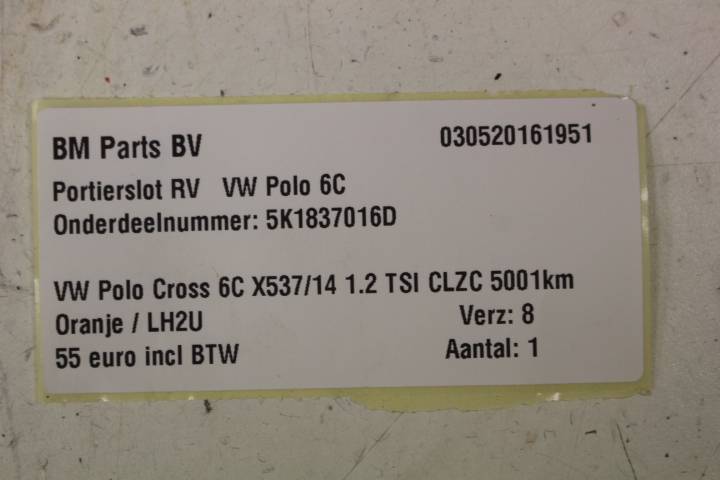 BM Parts BV 030520161951
Portierslot RV VW Polo 6C
Onderdeelnummer: 5K1837016D
VW Polo Cross 6C X537/14 1.2 TSI CLZC 5001km
Oranje / LH2U Verz: 8
55 euro incl BTW Aantal: 1